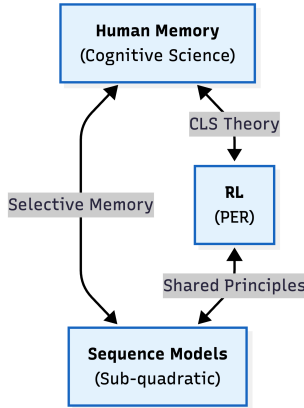 Human Memory
(Cognitive Science)
CLS Theory
RL
(PER)
Selective Memory
Shared Principles
Sequence Models
(Sub-quadratic)